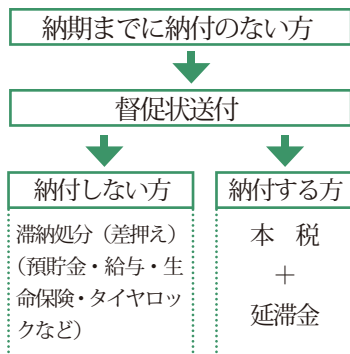 納期までに納付のない方
督促状送付
納付しない方
滞納処分（差押え）
（預貯金・給与・生
命保険・タイヤロッ
クなど）
納付する方
本　税
＋
延滞金